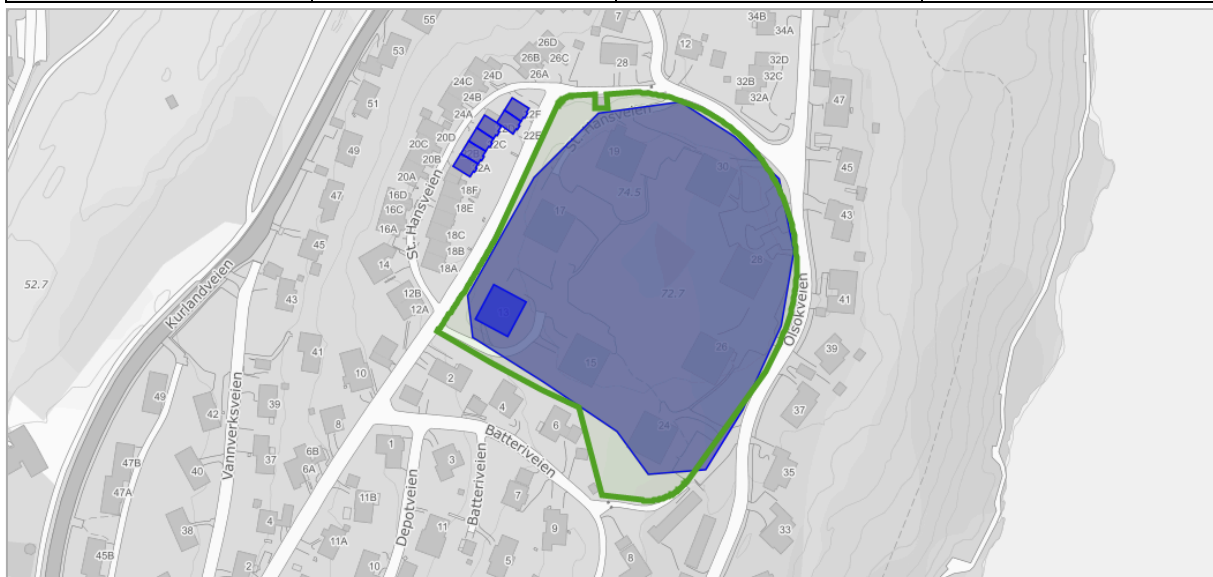 55
26D
7
34B
34A
53
26B
26C
28
12
32D
24C
24D
26A
32C
32B
32A
51
24B
24A
47
St. Hansveien
20D
22E
20C
20B
49
20A
19
30
45
16D
18F
74.5
47
16C
18E
17
43
16A
18C
45
18B
St. Hansveien
14
18A
28
52.7
Kurlandveien
43
12B
12A
72.7
41
Olsokveien
41
15
26
39
10
2
49
42
39
4
37
Vannverksveien
8
6
24
1
Batteriveien
47B
37
6B
6A
3
40
35
47A
11B
7
Depotveien
Batteriveien
4
38
11
9
33
11A
45B
2
10
5
8